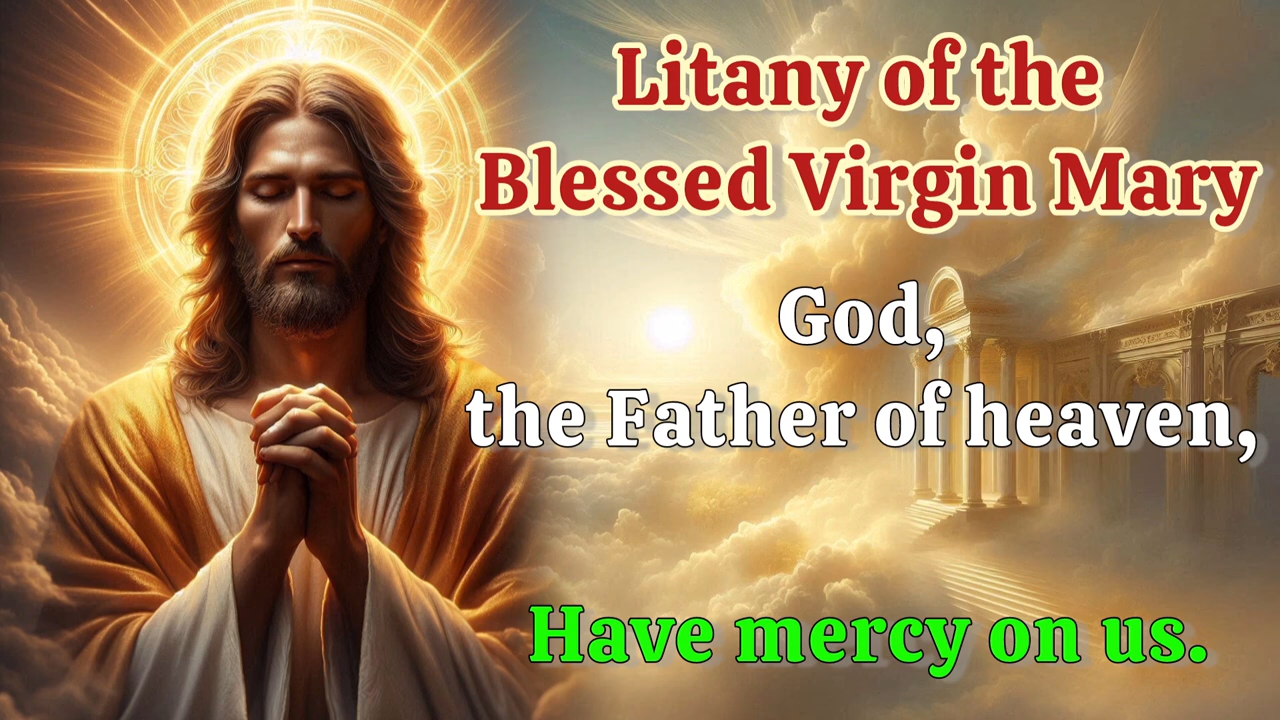 Litany of the
Blessed Virgin Mary
God,
the Father of heaven,
Have mercy on us.